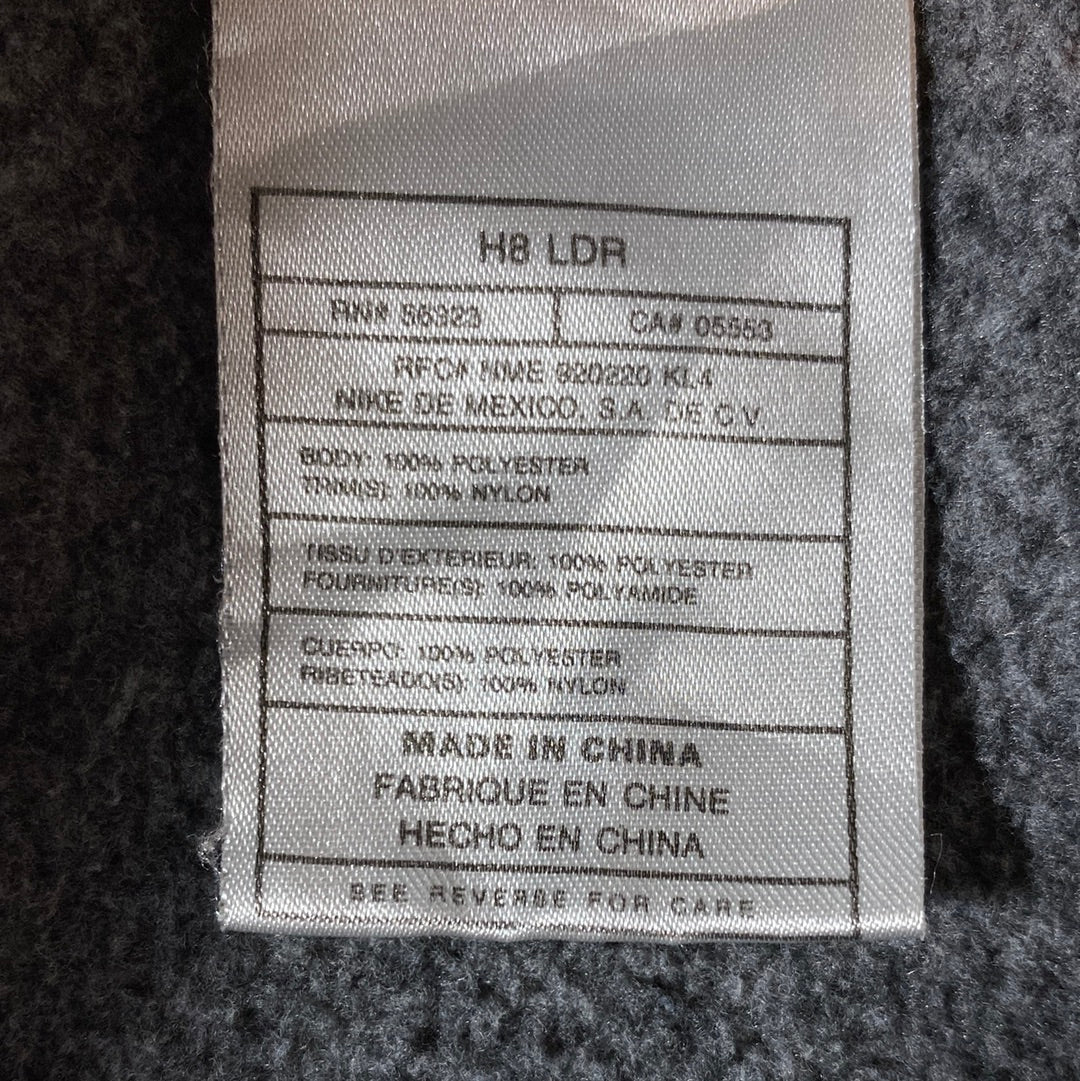 H8 LDR
RN# 56323 CA# 05553
RFC# NME 920220 KL4
NIKE DE MEXICO, S.A. DE C.V.
BODY: 100% POLYESTER
TRIM(S): 100% NYLON
TISSU D'EXTERIEUR: 100% POLYESTER
FOURNITURE(S): 100% POLYAMIDE
CUERPO: 100% POLYESTER
RIBETEADO(S): 100% NYLON
MADE IN CHINA
FABRIQUE EN CHINE
HECHO EN CHINA
SEE REVERSE FOR CARE